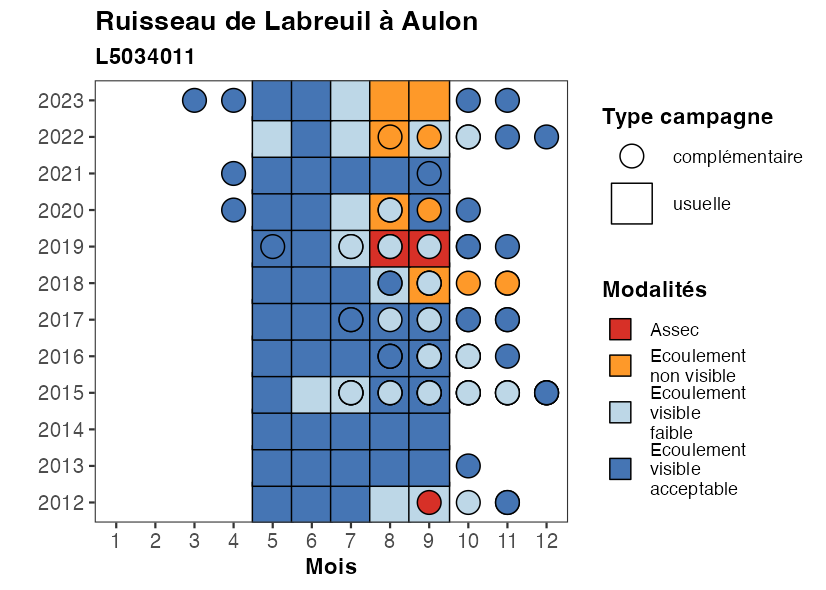 Ruisseau de Labreuil à Aulon
L5034011
2023
2022
2021
2020
2019
2018
2017
2016
2015
2014
2013
2012
1 2 3 4 5 6 7 8 9 10 11 12
Mois
Type campagne
complémentaire
usuelle
Modalités
Assec
Ecoulement
non visible
Ecoulement
visible
faible
Ecoulement
visible
acceptable